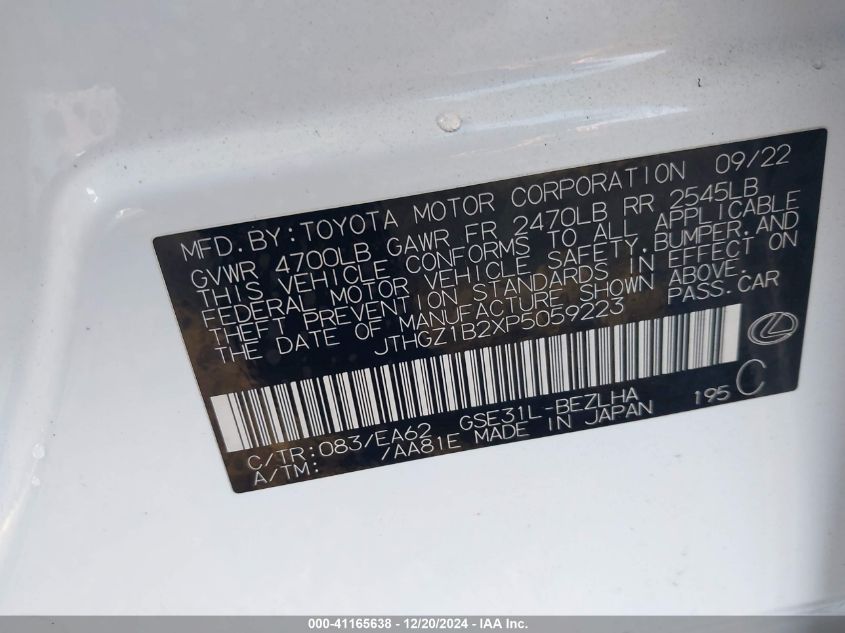 MFD.BY:TOYOTA MOTOR CORPORATION 09/22
GVWR 4700LB GAWR FR 2470LB RR 2545LB
THIS VEHICLE CONFORMS TO ALL APPLICABLE
FEDERAL MOTOR VEHICLE SAFETY,BUMPER,AND
THEFT PREVENTION STANDARDS IN EFFECT ON
THE DATE OF MANUFACTURE SHOWN ABOVE.
JTHGZ1B2XP5059223 PASS.CAR
C/TR:083/EA62 GSE31L-BEZLHA 195 C
A/TM: /AA81E MADE IN JAPAN
000-41165638 - 12/20/2024 - IAA Inc.